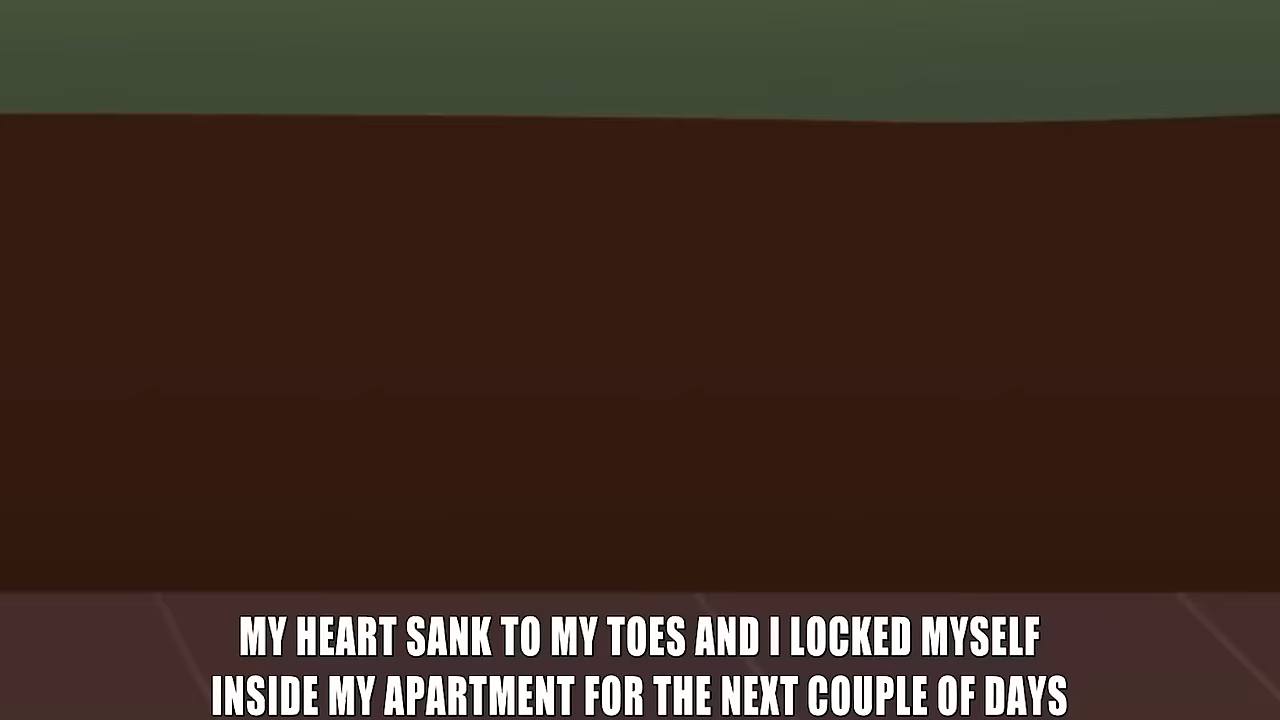 MY HEART SANK TO MY TOES AND I LOCKED MYSELF
INSIDE MY APARTMENT FOR THE NEXT COUPLE OF DAYS